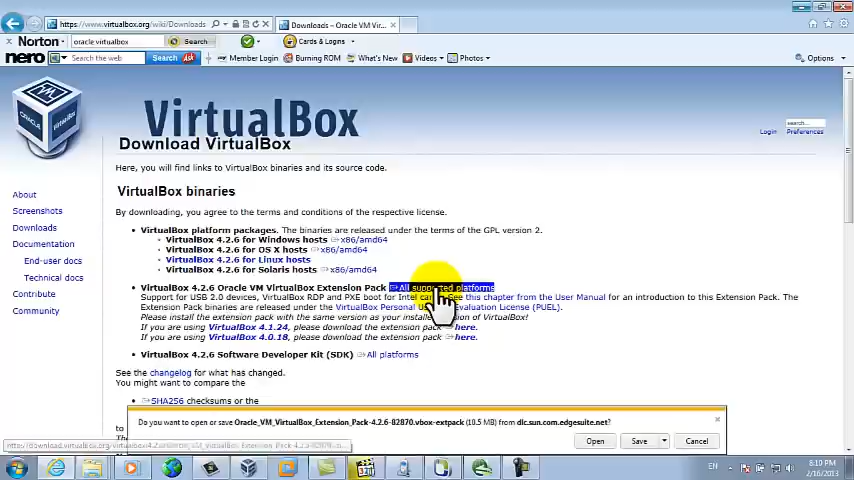 https://www.virtualbox.org/wiki/Downloads
Downloads – Oracle VM Vir...
Norton
oracle virtualbox
Search
Cards & Logins
nero
Search the web
Search
Member Login
Burning ROM
What's New
Videos
Photos
Options
VirtualBox
Download VirtualBox
search...
Login Preferences
Here, you will find links to VirtualBox binaries and its source code.
About
Screenshots
Downloads
Documentation
End-user docs
Technical docs
Contribute
Community
VirtualBox binaries
By downloading, you agree to the terms and conditions of the respective license.
• VirtualBox platform packages. The binaries are released under the terms of the GPL version 2.
• VirtualBox 4.2.6 for Windows hosts x86/amd64
• VirtualBox 4.2.6 for OS X hosts x86/amd64
• VirtualBox 4.2.6 for Linux hosts
• VirtualBox 4.2.6 for Solaris hosts x86/amd64
• VirtualBox 4.2.6 Oracle VM VirtualBox Extension Pack All supported platforms
Support for USB 2.0 devices, VirtualBox RDP and PXE boot for Intel See this chapter from the User Manual for an introduction to this Extension Pack. The
Extension Pack binaries are released under the VirtualBox Personal Evaluation License (PUEL).
Please install the extension pack with the same version as your installed version of VirtualBox!
If you are using VirtualBox 4.1.24, please download the extension pack here.
If you are using VirtualBox 4.0.18, please download the extension pack here.
• VirtualBox 4.2.6 Software Developer Kit (SDK) All platforms
See the changelog for what has changed.
You might want to compare the
• SHA256 checksums or the
to
Do you want to open or save Oracle_VM_VirtualBox_Extension_Pack-4.2.6-82870.vbox-extpack (10.5 MB) from dlc.sun.com.edgesuite.net?
Open
Save
Cancel
EN
8:10 PM
2/16/2013